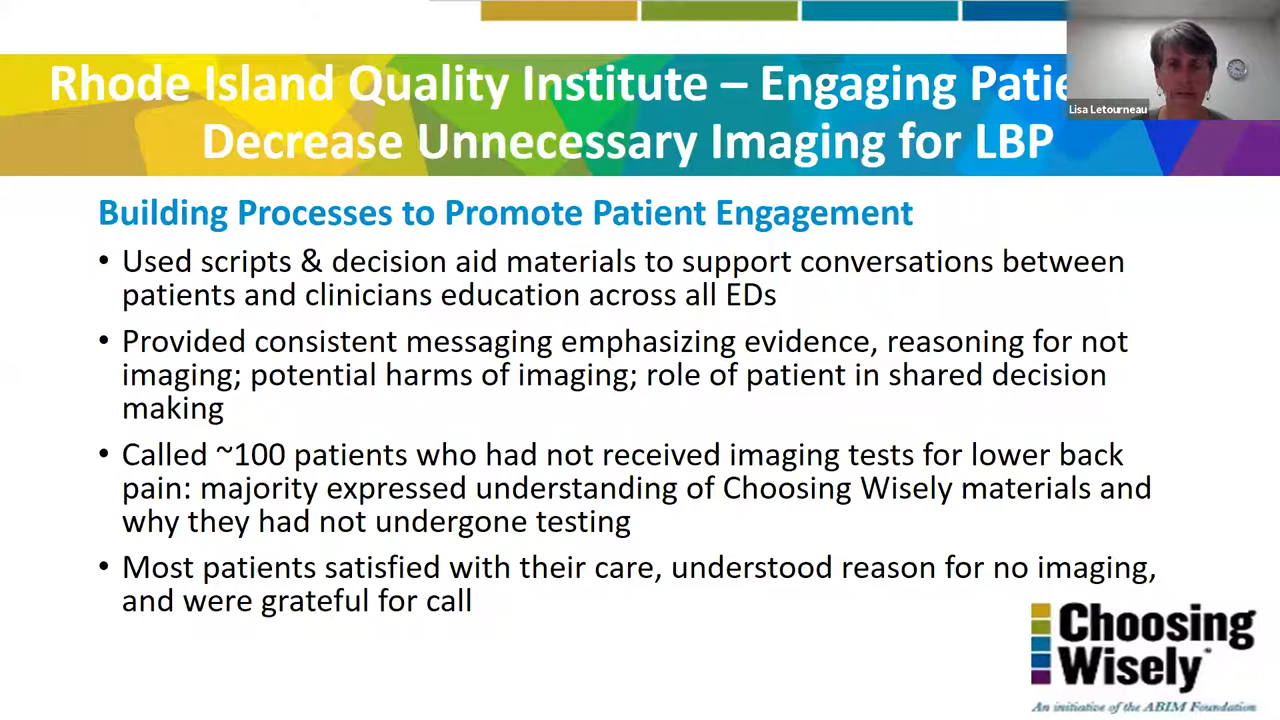 Rhode Island Quality Institute – Engaging
Decrease Unnecessary Imaging for LBP
Lisa Letourneau
Building Processes to Promote Patient Engagement
• Used scripts & decision aid materials to support conversations between
patients and clinicians education across all EDs
• Provided consistent messaging emphasizing evidence, reasoning for not
imaging; potential harms of imaging; role of patient in shared decision
making
• Called ~100 patients who had not received imaging tests for lower back
pain: majority expressed understanding of Choosing Wisely materials and
why they had not undergone testing
• Most patients satisfied with their care, understood reason for no imaging,
and were grateful for call
Choosing
Wisely™
An initiative of the ABIM Foundation